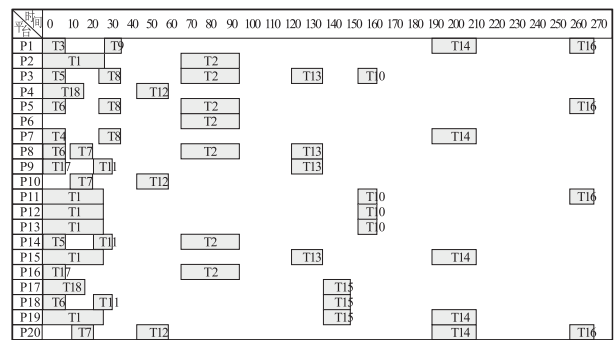 时间
平台 0 10 20 30 40 50 60 70 80 90 100 110 120 130 140 150 160 170 180 190 200 210 220 230 240 250 260 270
P1 T3 T9 T14 T16
P2 T1 T2
P3 T5 T8 T2 T13 T10
P4 T18 T12
P5 T6 T8 T2 T16
P6 T2
P7 T4 T8 T14
P8 T6 T7 T2 T13
P9 T17 T11 T13
P10 T7 T12
P11 T1 T10 T16
P12 T1 T10
P13 T1 T10
P14 T5 T11 T2
P15 T1 T13 T14
P16 T17 T2
P17 T18 T15
P18 T6 T11 T15
P19 T1 T15 T14
P20 T7 T12 T14 T16